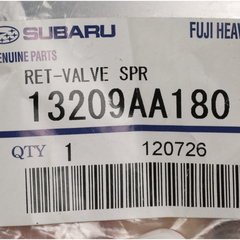 SUBARU FUJI HEAV
ENUINE PARTS
RET-VALVE SPR
13209AA180
QTY 1 120726